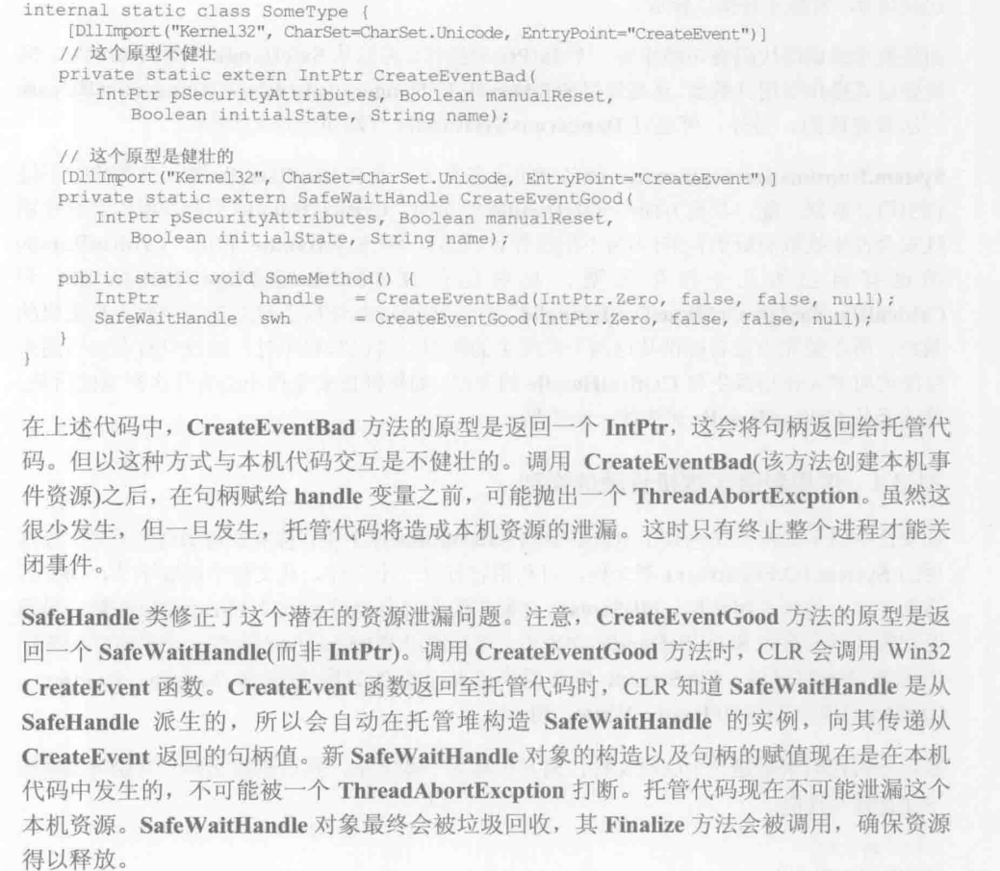 internal static class SomeType {
[DllImport("Kernel32", CharSet=CharSet.Unicode, EntryPoint="CreateEvent")]
// 这个原型不健壮
private static extern IntPtr CreateEventBad(
IntPtr pSecurityAttributes, Boolean manualReset,
Boolean initialState, String name);
// 这个原型是健壮的
[DllImport("Kernel32", CharSet=CharSet.Unicode, EntryPoint="CreateEvent")]
private static extern SafeWaitHandle CreateEventGood(
IntPtr pSecurityAttributes, Boolean manualReset,
Boolean initialState, String name);
public static void SomeMethod() {
IntPtr handle = CreateEventBad(IntPtr.Zero, false, false, null);
SafeWaitHandle swh = CreateEventGood(IntPtr.Zero, false, false, null);
}
}
在上述代码中，CreateEventBad 方法的原型是返回一个 IntPtr，这会将句柄返回给托管代
码。但以这种方式与本机代码交互是不健壮的。调用 CreateEventBad(该方法创建本机事
件资源)之后，在句柄赋给 handle 变量之前，可能抛出一个 ThreadAbortExcption。虽然这
很少发生，但一旦发生，托管代码将造成本机资源的泄漏。这时只有终止整个进程才能关
闭事件。
SafeHandle 类修正了这个潜在的资源泄漏问题。注意，CreateEventGood 方法的原型是返
回一个 SafeWaitHandle(而非 IntPtr)。调用 CreateEventGood 方法时，CLR 会调用 Win32
CreateEvent 函数。CreateEvent 函数返回至托管代码时，CLR 知道 SafeWaitHandle 是从
SafeHandle 派生的，所以会自动在托管堆构造 SafeWaitHandle 的实例，向其传递从
CreateEvent 返回的句柄值。新 SafeWaitHandle 对象的构造以及句柄的赋值现在是在本机
代码中发生的，不可能被一个 ThreadAbortExcption 打断。托管代码现在不可能泄漏这个
本机资源。SafeWaitHandle 对象最终会被垃圾回收，其 Finalize 方法会被调用，确保资源
得以释放。